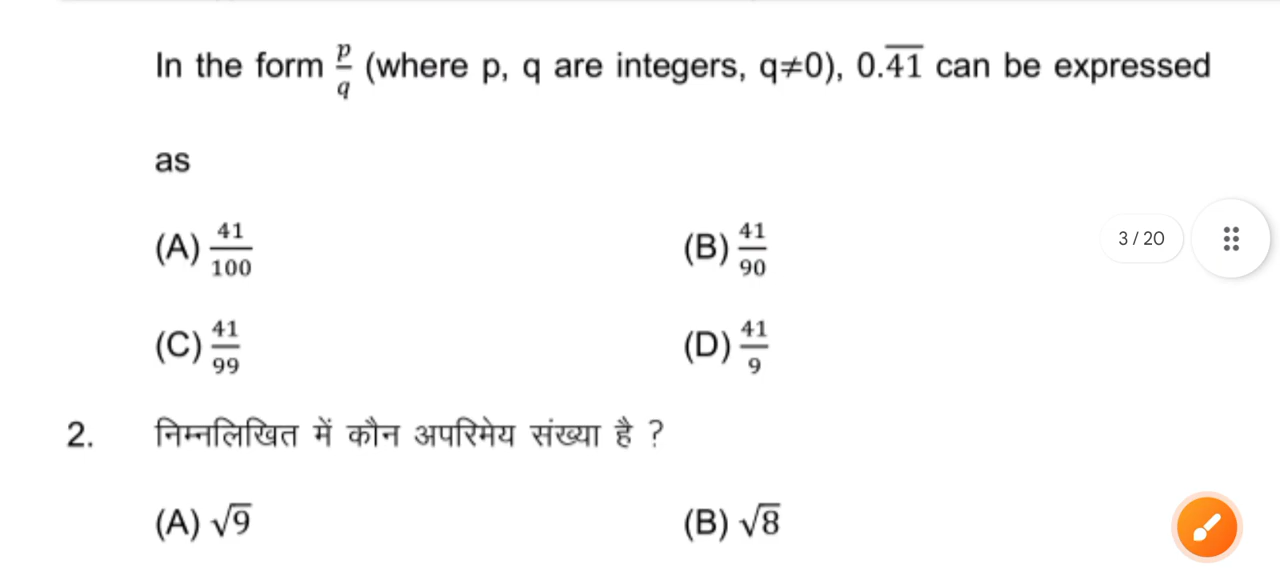 In the form p/q (where p, q are integers, q≠0), 0.4̅1̅ can be expressed
as
(A) 41/100 (B) 41/90
3 / 20
(C) 41/99 (D) 41/9
2. निम्नलिखित में कौन अपरिमेय संख्या है ?
(A) √9 (B) √8